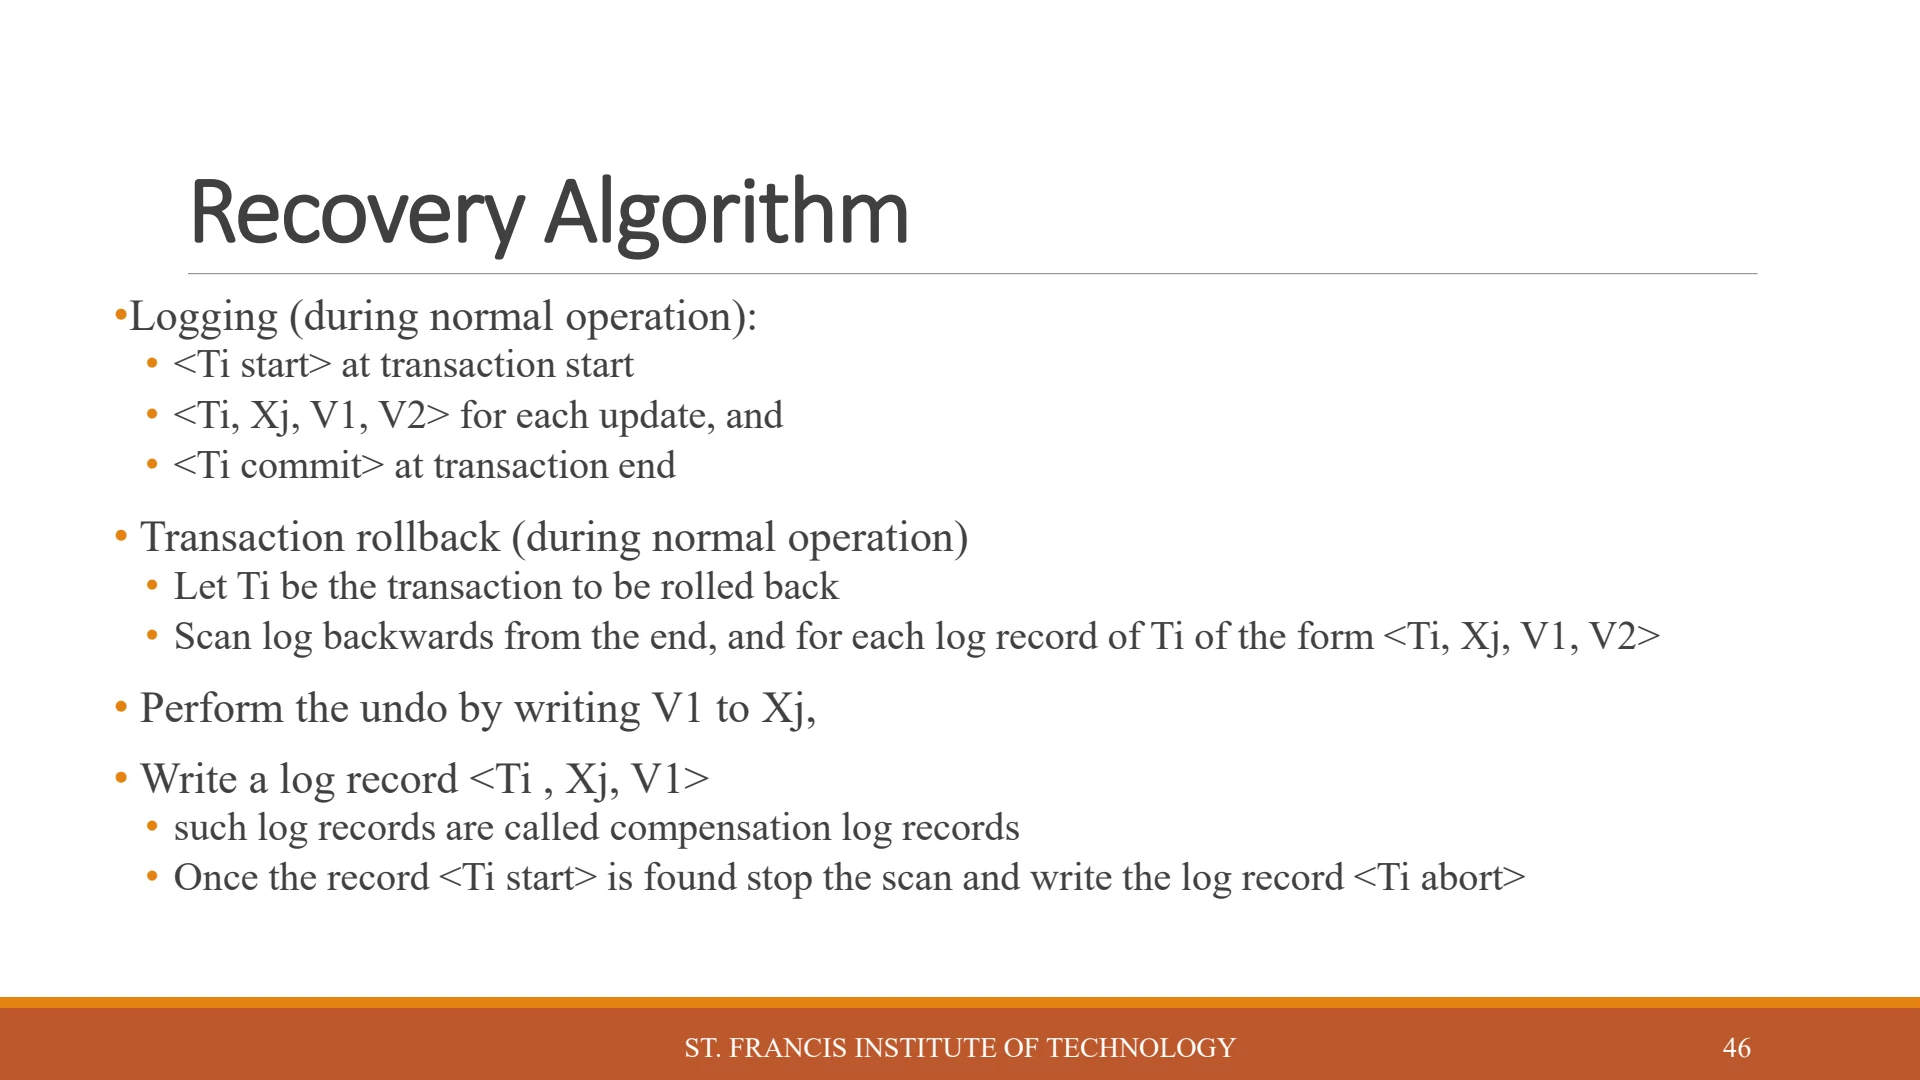 Recovery Algorithm
•Logging (during normal operation):
• <Ti start> at transaction start
• <Ti, Xj, V1, V2> for each update, and
• <Ti commit> at transaction end
• Transaction rollback (during normal operation)
• Let Ti be the transaction to be rolled back
• Scan log backwards from the end, and for each log record of Ti of the form <Ti, Xj, V1, V2>
• Perform the undo by writing V1 to Xj,
• Write a log record <Ti , Xj, V1>
• such log records are called compensation log records
• Once the record <Ti start> is found stop the scan and write the log record <Ti abort>
ST. FRANCIS INSTITUTE OF TECHNOLOGY
46